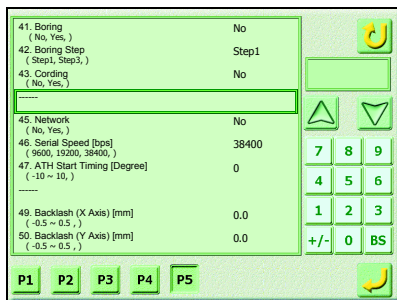 41. Boring No
( No, Yes, )
42. Boring Step Step1
( Step1, Step3, )
43. Cording No
( No, Yes, )
------
45. Network No
( No, Yes, )
46. Serial Speed [bps] 38400
( 9600, 19200, 38400, )
47. ATH Start Timing [Degree] 0
( -10 ~ 10, )
------
49. Backlash (X Axis) [mm] 0.0
( -0.5 ~ 0.5 , )
50. Backlash (Y Axis) [mm] 0.0
( -0.5 ~ 0.5 , )
7 8 9
4 5 6
1 2 3
+/- 0 BS
P1 P2 P3 P4 P5